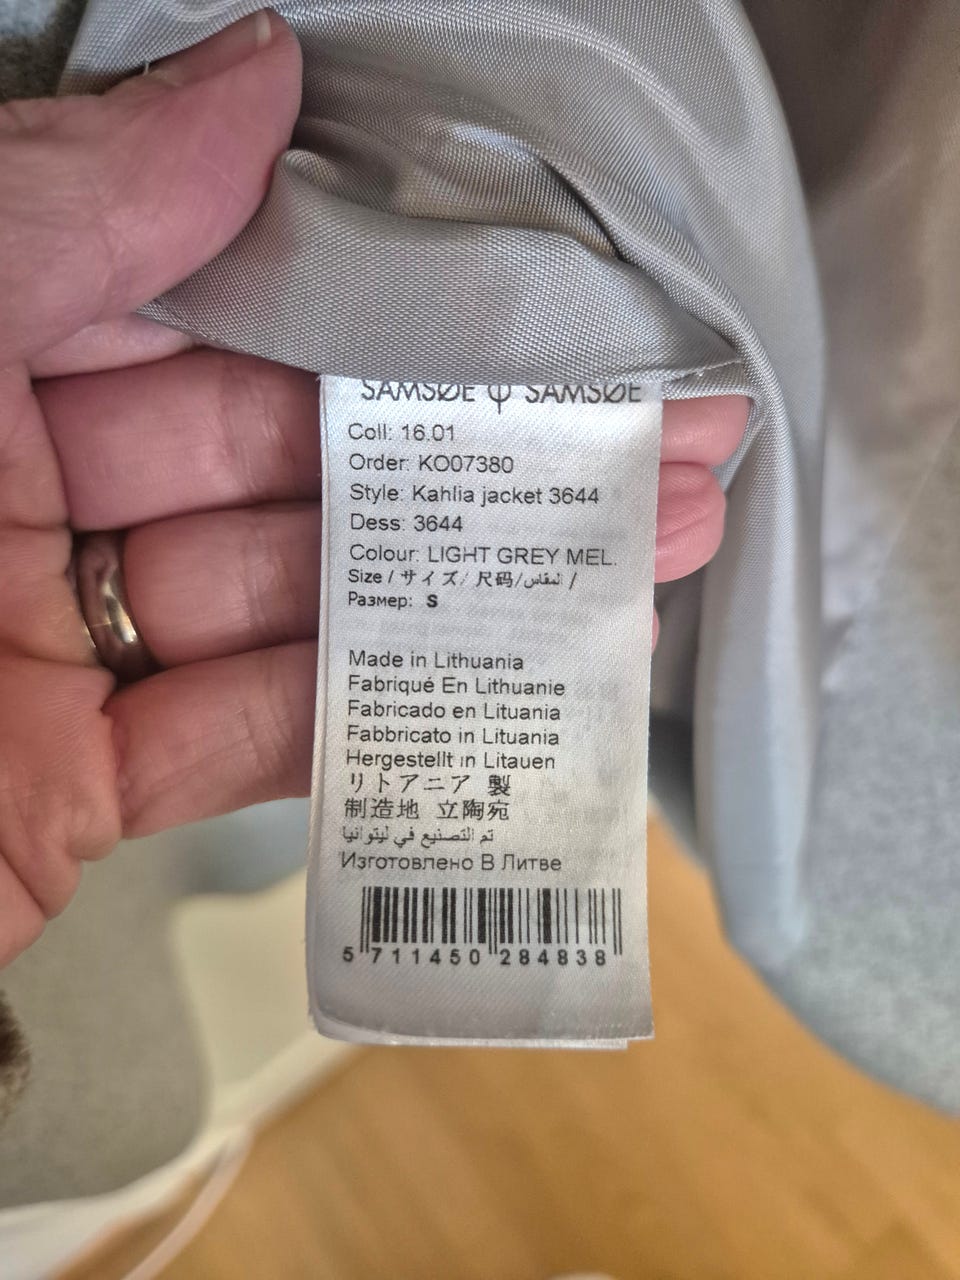 SAMSØE Ψ SAMSØE
Coll: 16.01
Order: KO07380
Style: Kahlia jacket 3644
Dess: 3644
Colour: LIGHT GREY MEL.
Size / サイズ/ 尺码/المقاس /
Размер: S
Made in Lithuania
Fabriqué En Lithuanie
Fabricado en Lituania
Fabbricato in Lituania
Hergestellt in Litauen
リトアニア 製
制造地 立陶宛
تم التصنيع في ليتوانيا
Изготовлено В Литве
5 711450 284838